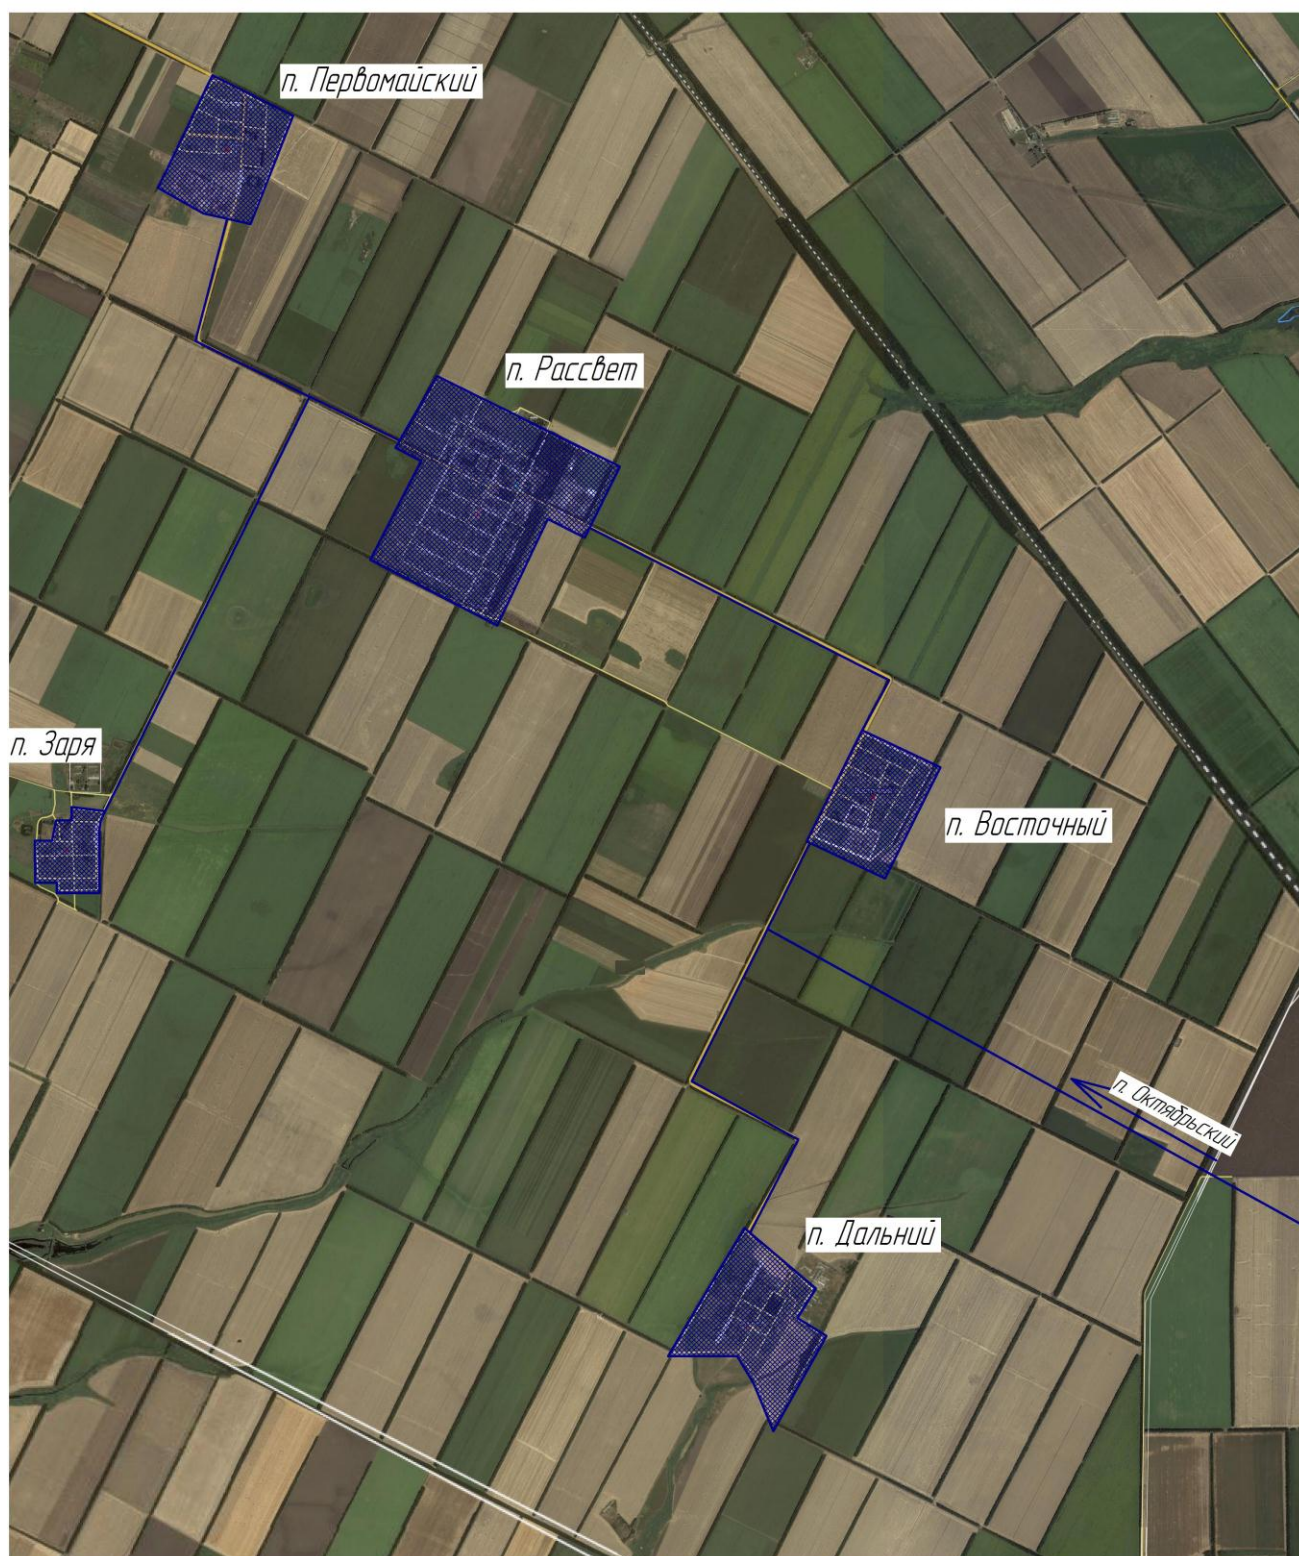 п. Первомайский
п. Рассвет
п. Заря
п. Восточный
п. Октябрьский
п. Дальний